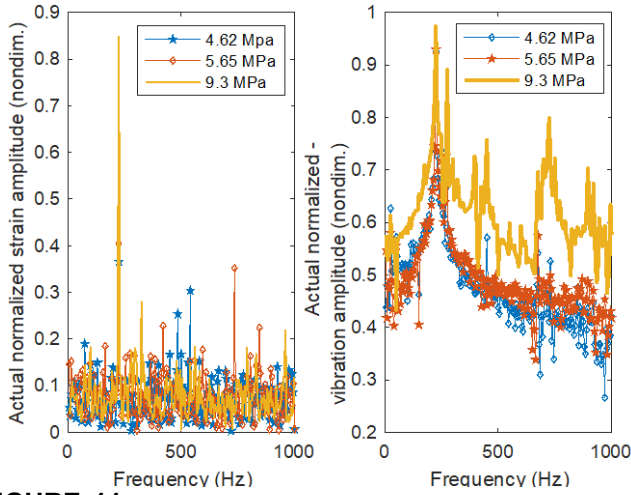 0.9
0.8
0.7
0.6
0.5
0.4
0.3
0.2
0.1
0
0 500 1000
Frequency (Hz)
Actual normalized strain amplitude (nondim.)
4.62 Mpa
5.65 MPa
9.3 MPa
1
0.9
0.8
0.7
0.6
0.5
0.4
0.3
0.2
0 500 1000
Frequency (Hz)
Actual normalized -
vibration amplitude (nondim.)
4.62 MPa
5.65 MPa
9.3 MPa